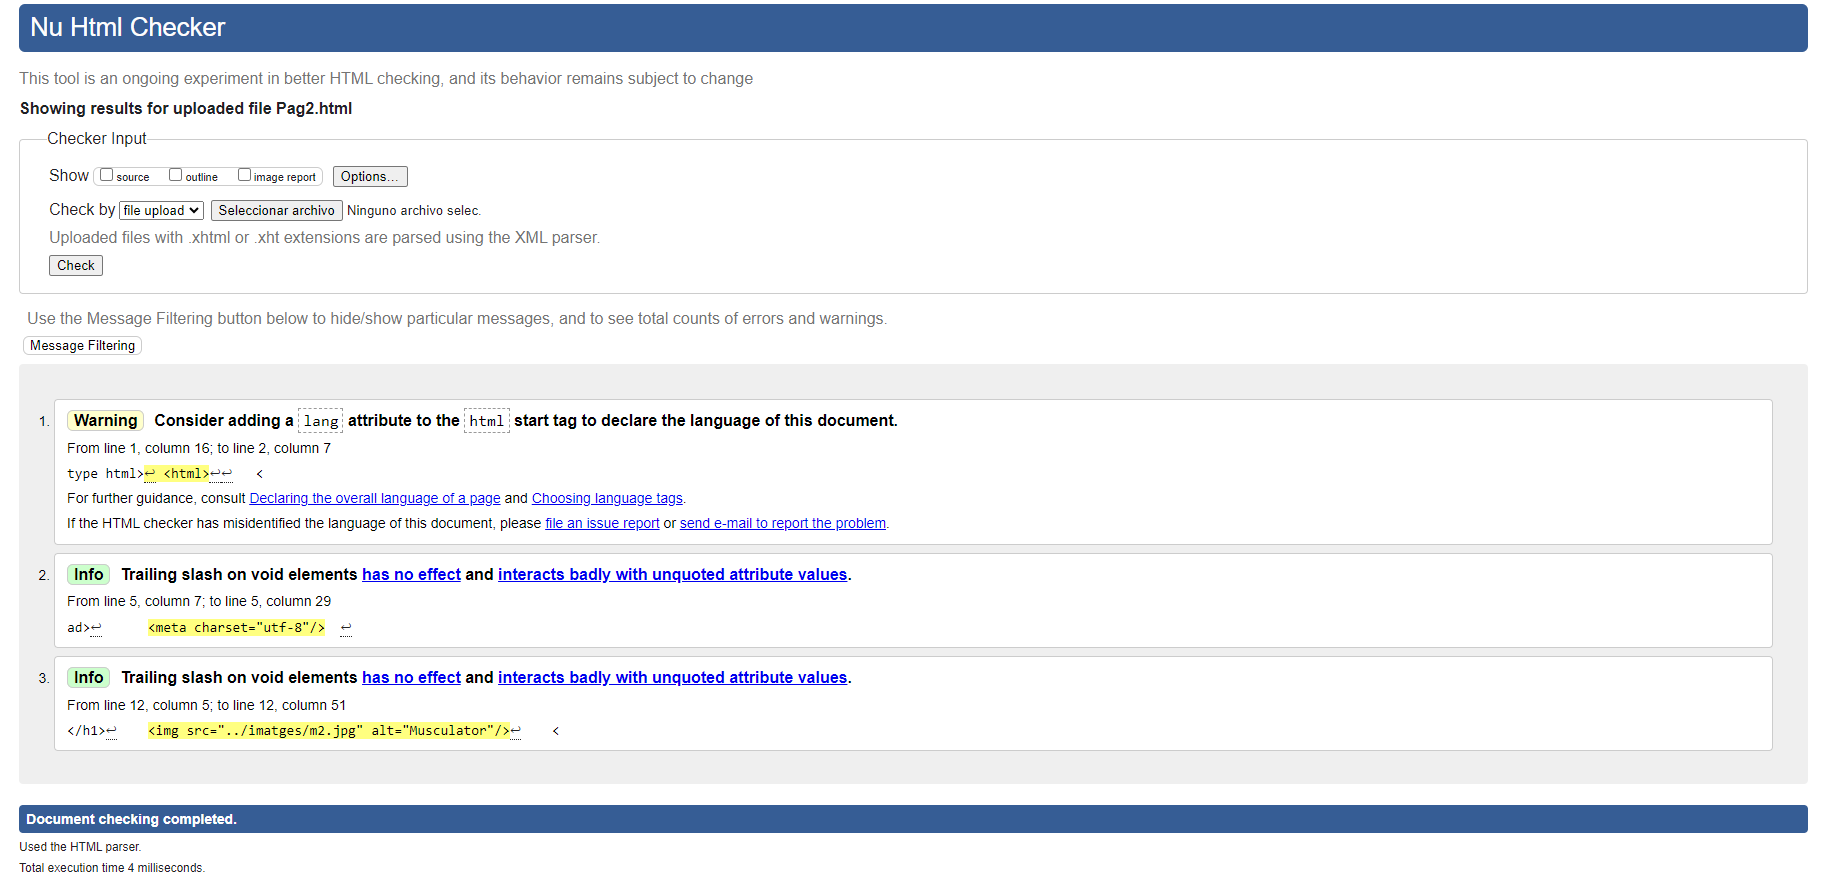 Nu Html Checker
This tool is an ongoing experiment in better HTML checking, and its behavior remains subject to change
Showing results for uploaded file Pag2.html
Checker Input
Show source outline image report Options...
Check by file upload Seleccionar archivo Ninguno archivo selec.
Uploaded files with .xhtml or .xht extensions are parsed using the XML parser.
Check
Use the Message Filtering button below to hide/show particular messages, and to see total counts of errors and warnings.
Message Filtering
1. Warning Consider adding a lang attribute to the html start tag to declare the language of this document.
From line 1, column 16; to line 2, column 7
type html>↩ <html>↩↩ <
For further guidance, consult Declaring the overall language of a page and Choosing language tags.
If the HTML checker has misidentified the language of this document, please file an issue report or send e-mail to report the problem.
2. Info Trailing slash on void elements has no effect and interacts badly with unquoted attribute values.
From line 5, column 7; to line 5, column 29
ad>↩ <meta charset="utf-8"/> ↩
3. Info Trailing slash on void elements has no effect and interacts badly with unquoted attribute values.
From line 12, column 5; to line 12, column 51
</h1>↩ <img src="../imatges/m2.jpg" alt="Musculator"/>↩ <
Document checking completed.
Used the HTML parser.
Total execution time 4 milliseconds.